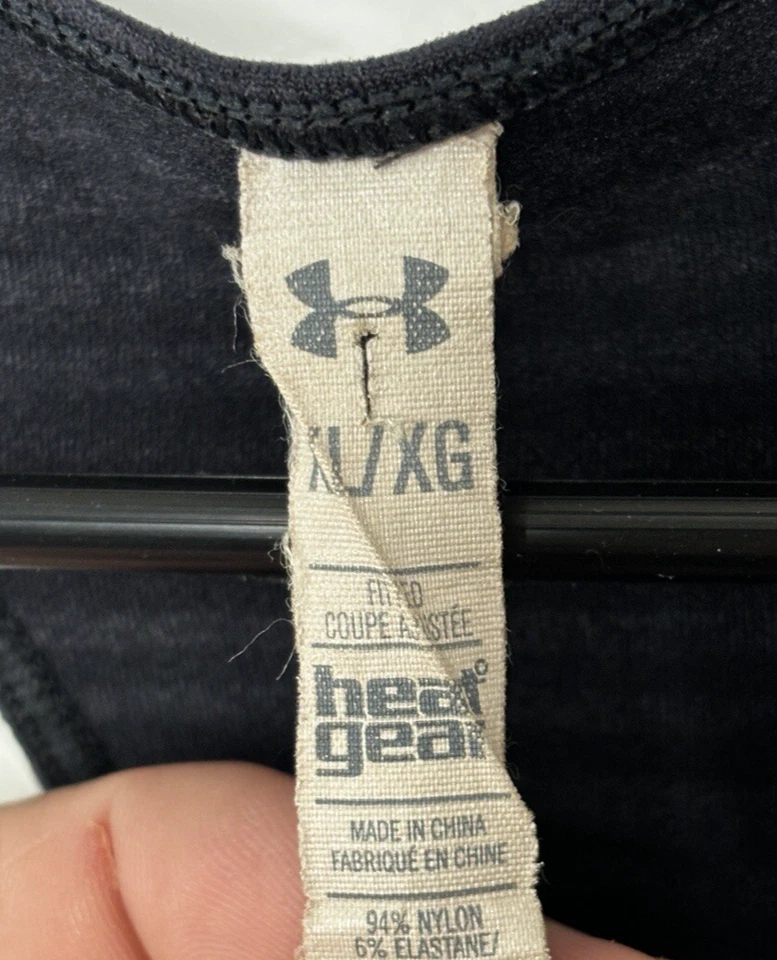 XL/XG
FITTED
COUPE AJUSTÉE
heat
gear
MADE IN CHINA
FABRIQUÉ EN CHINE
94% NYLON
6% ELASTANE/